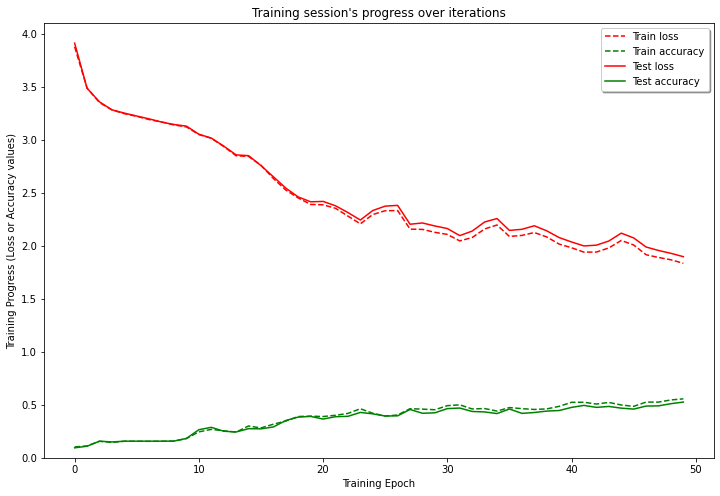 Training session's progress over iterations
Train loss
Train accuracy
Test loss
Test accuracy
Training Progress (Loss or Accuracy values)
4.0
3.5
3.0
2.5
2.0
1.5
1.0
0.5
0.0
0 10 20 30 40 50
Training Epoch